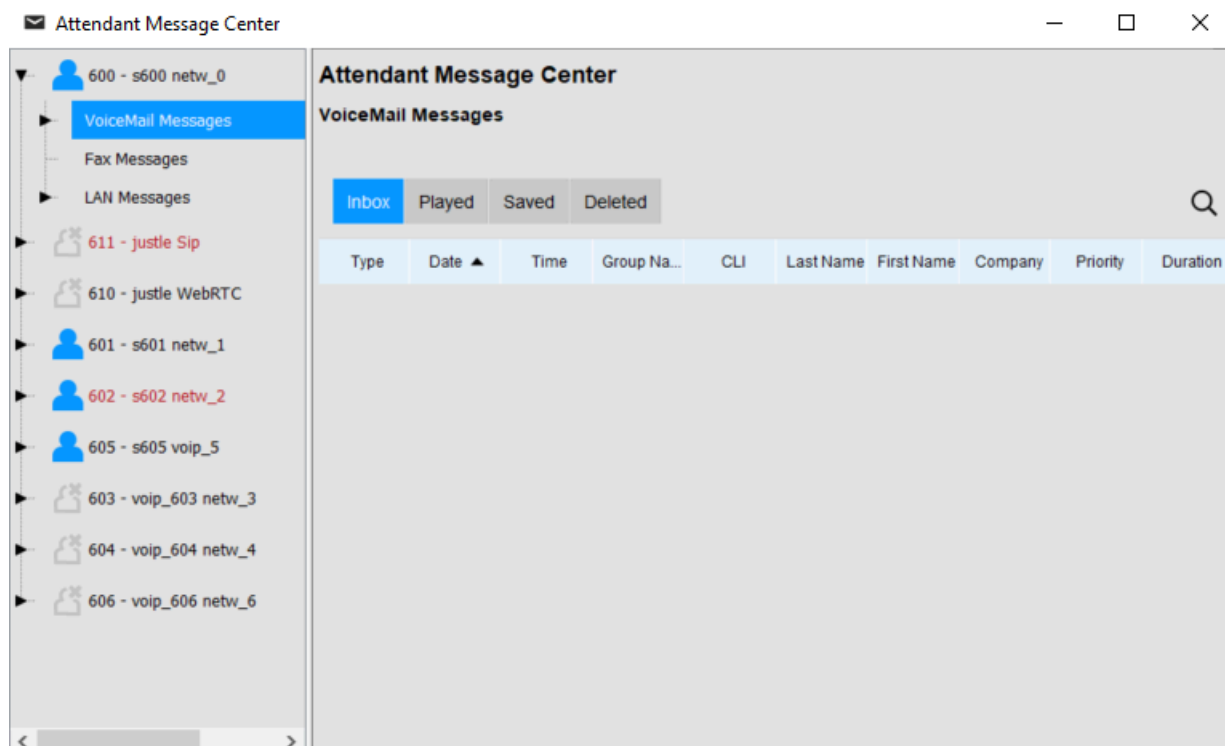 Attendant Message Center
600 - s600 netw_0
VoiceMail Messages
Fax Messages
LAN Messages
611 - justle Sip
610 - justle WebRTC
601 - s601 netw_1
602 - s602 netw_2
605 - s605 voip_5
603 - voip_603 netw_3
604 - voip_604 netw_4
606 - voip_606 netw_6
Attendant Message Center
VoiceMail Messages
Inbox Played Saved Deleted
Type Date Time Group Na... CLI Last Name First Name Company Priority Duration